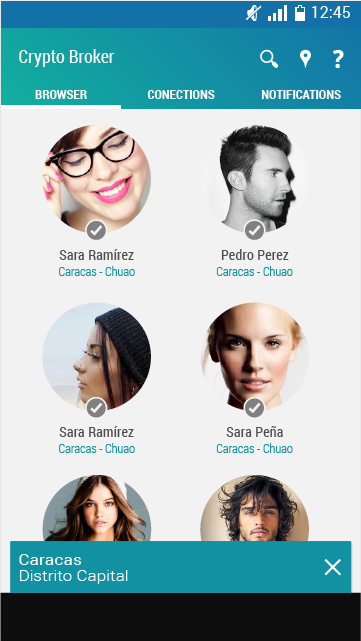 12:45
Crypto Broker
BROWSER CONECTIONS NOTIFICATIONS
Sara Ramírez Pedro Perez
Caracas - Chuao Caracas - Chuao
Sara Ramírez Sara Peña
Caracas - Chuao Caracas - Chuao
Caracas
Distrito Capital